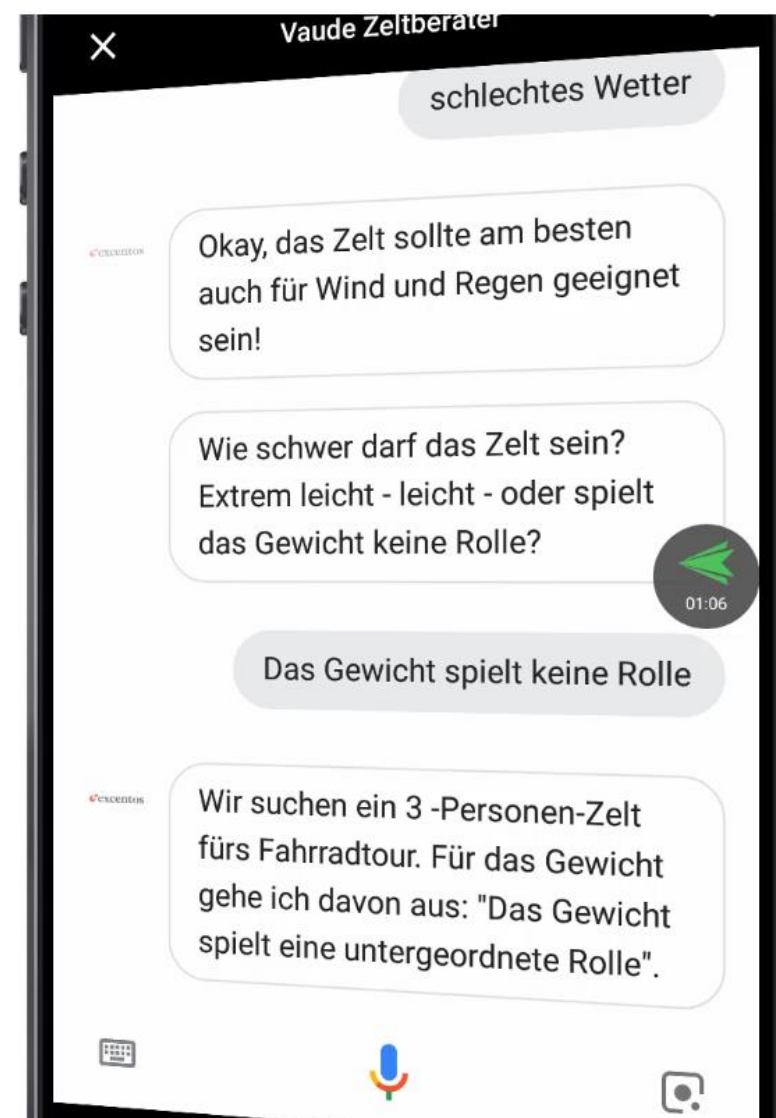 Vaude Zeltberater
schlechtes Wetter
excentos
Okay, das Zelt sollte am besten
auch für Wind und Regen geeignet
sein!
Wie schwer darf das Zelt sein?
Extrem leicht - leicht - oder spielt
das Gewicht keine Rolle?
01:06
Das Gewicht spielt keine Rolle
excentos
Wir suchen ein 3 -Personen-Zelt
fürs Fahrradtour. Für das Gewicht
gehe ich davon aus: "Das Gewicht
spielt eine untergeordnete Rolle".